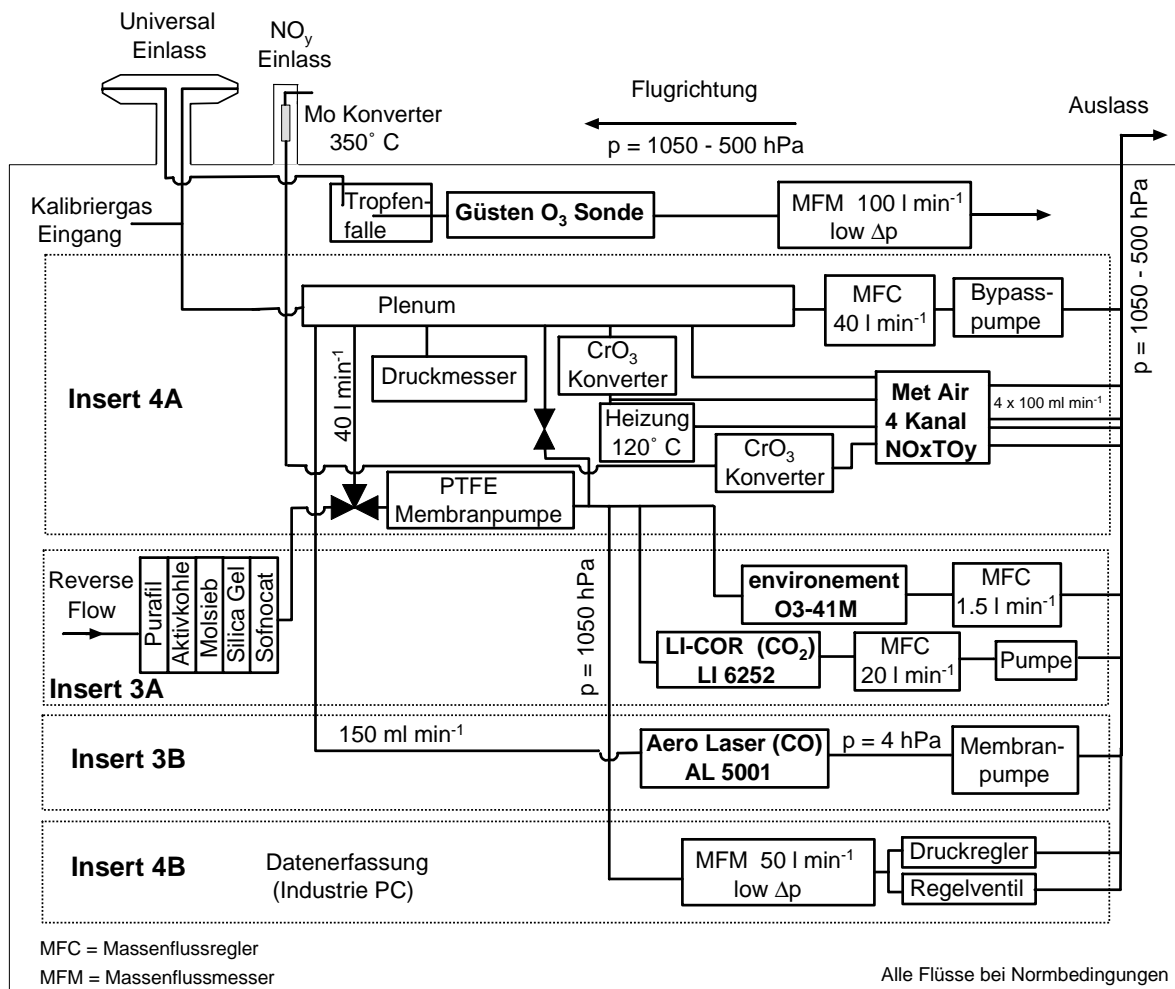 Universal
Einlass
NOy
Einlass
Mo Konverter
350° C
Flugrichtung
p = 1050 - 500 hPa
Auslass
Kalibriergas
Eingang
Tropfen-
falle
Güsten O3 Sonde
MFM 100 l min-1
low Δp
p = 1050 - 500 hPa
Plenum
MFC
40 l min-1
Bypass-
pumpe
Insert 4A
40 l min-1
Druckmesser
CrO3
Konverter
Heizung
120° C
Met Air
4 Kanal
NOxTOy
4 x 100 ml min-1
CrO3
Konverter
PTFE
Membranpumpe
Reverse
Flow
Purafil
Aktivkohle
Molsieb
Silica Gel
Sofnocat
Insert 3A
p = 1050 hPa
environement
O3-41M
MFC
1.5 l min-1
LI-COR (CO2)
LI 6252
MFC
20 l min-1
Pumpe
Insert 3B
150 ml min-1
Aero Laser (CO)
AL 5001
p = 4 hPa
Membran-
pumpe
Insert 4B
Datenerfassung
(Industrie PC)
MFM 50 l min-1
low Δp
Druckregler
Regelventil
MFC = Massenflussregler
MFM = Massenflussmesser
Alle Flüsse bei Normbedingungen